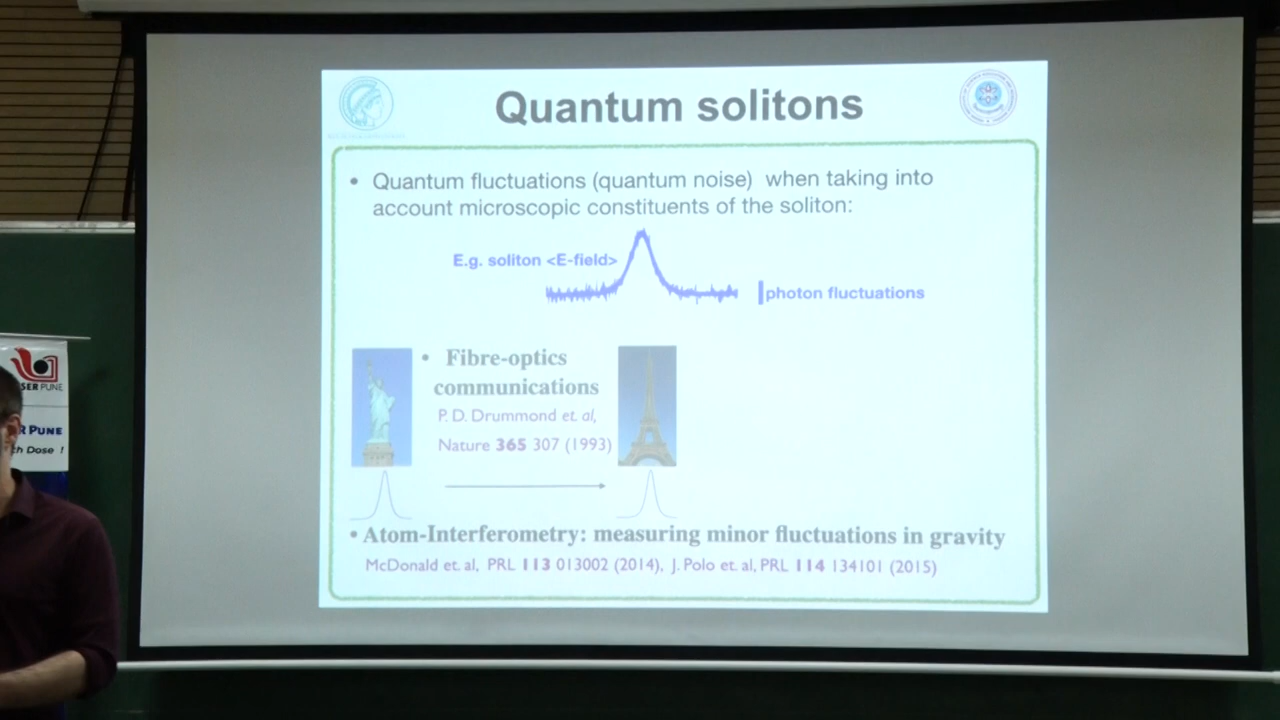 Quantum solitons
• Quantum fluctuations (quantum noise) when taking into
account microscopic constituents of the soliton:
E.g. soliton <E-field>
photon fluctuations
• Fibre-optics
communications
P. D. Drummond et. al,
Nature 365 307 (1993)
• Atom-Interferometry: measuring minor fluctuations in gravity
McDonald et. al, PRL 113 013002 (2014), J. Polo et. al, PRL 114 134101 (2015)
SER PUNE
R PUNE
ch Dose !